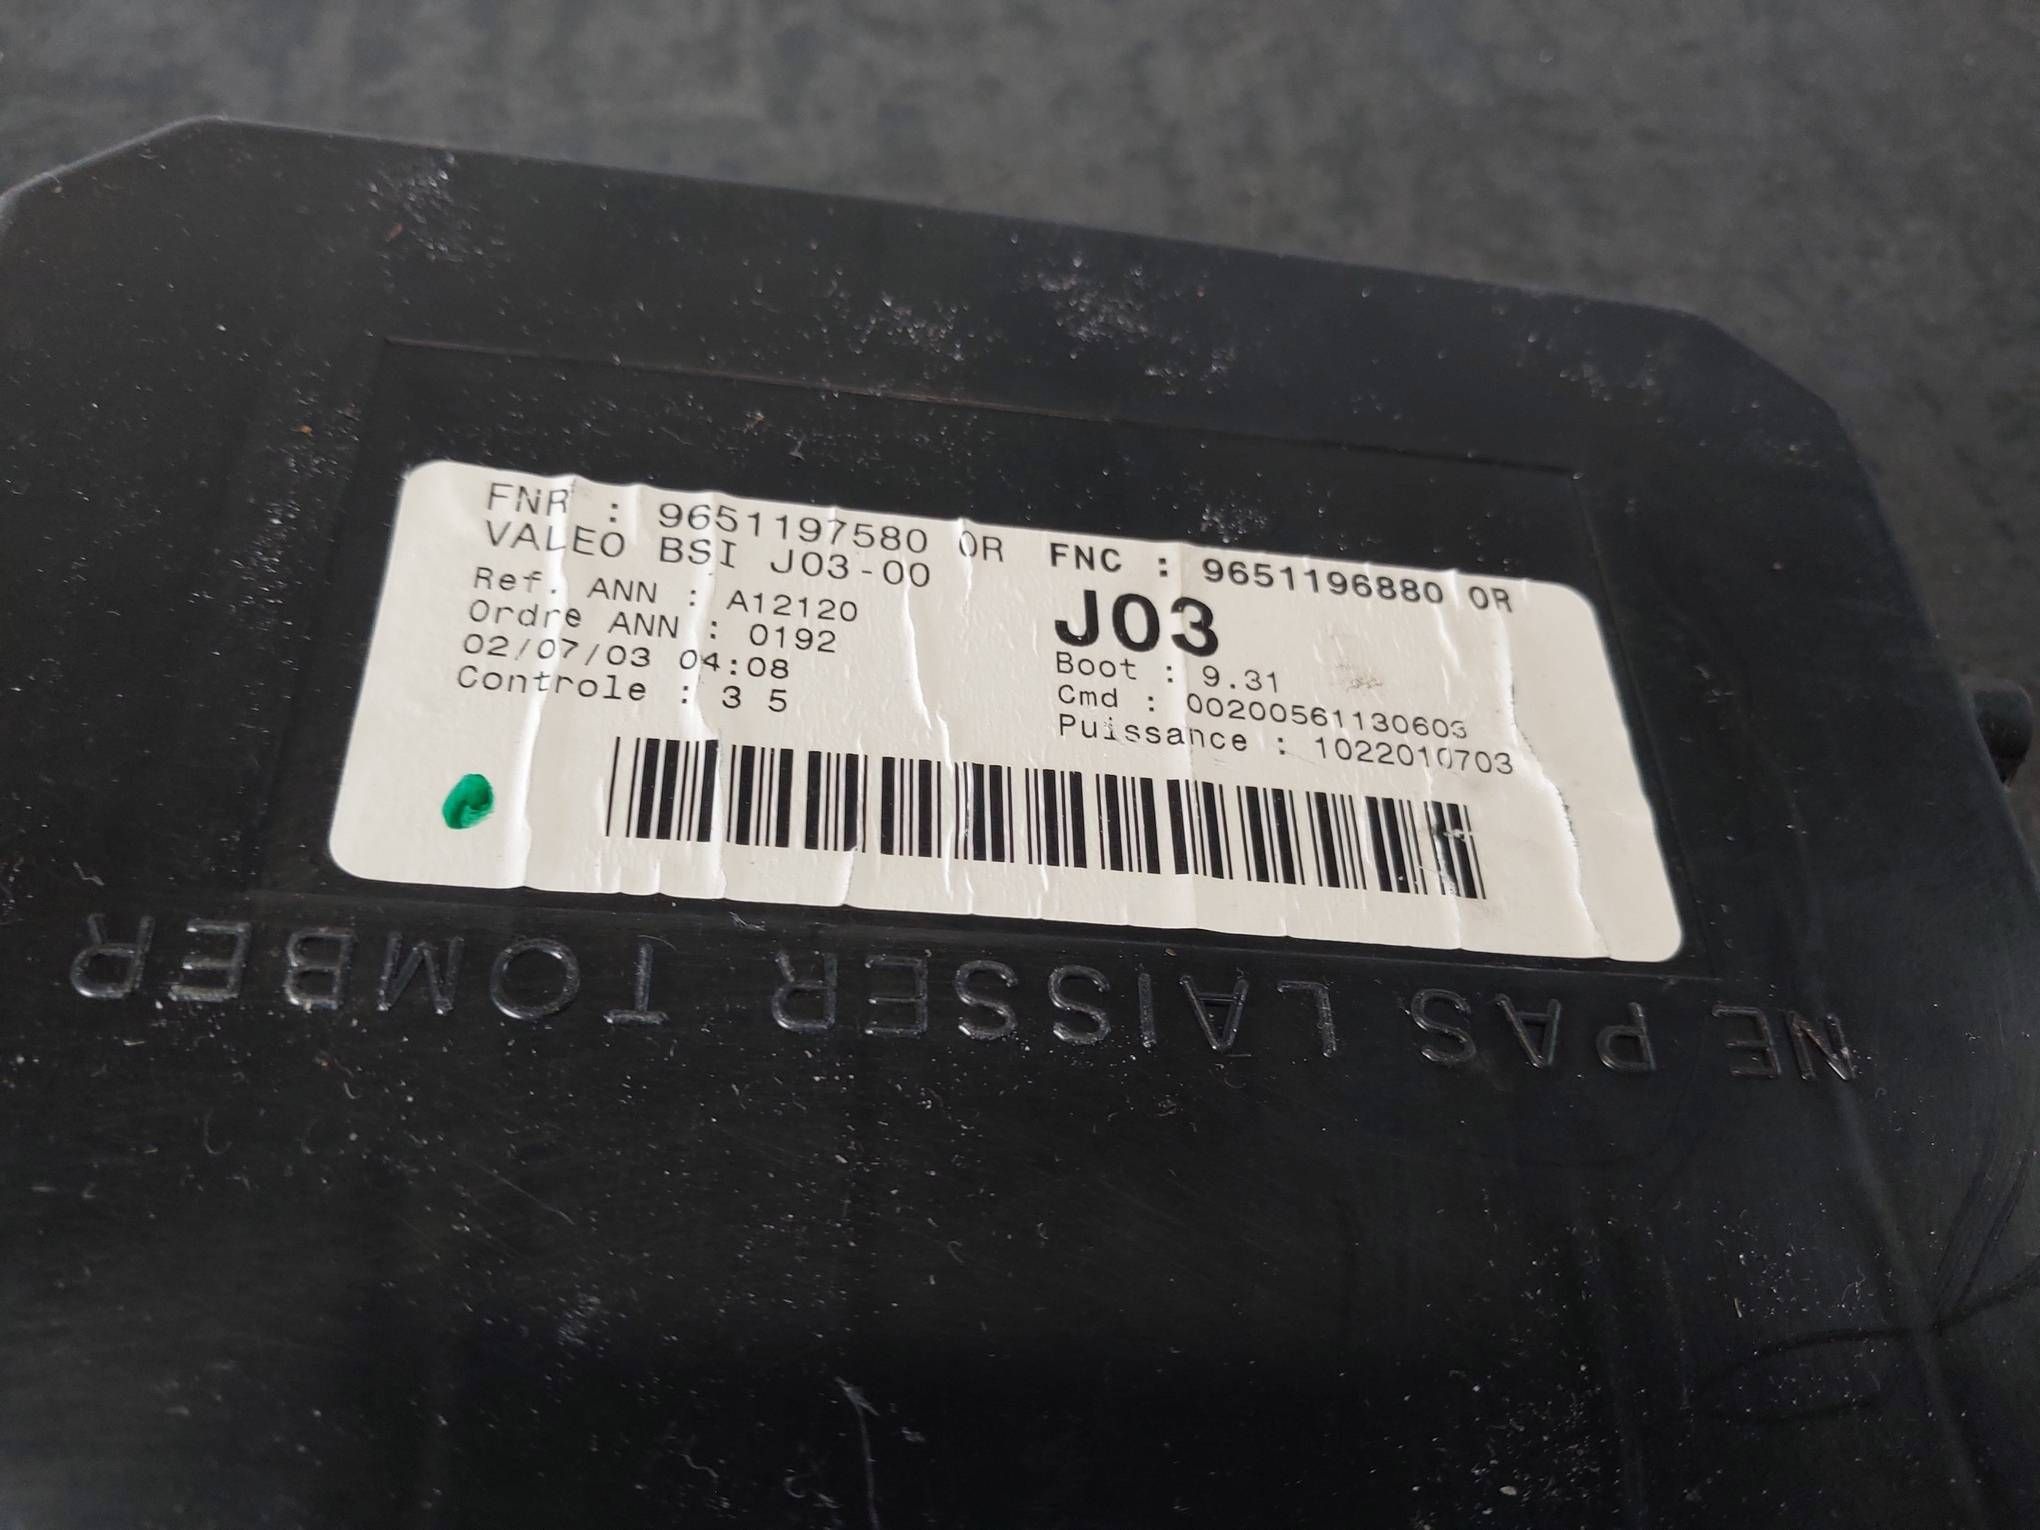 FNR : 9651197580 0R FNC : 9651196880 0R
VALEO BSI J03-00
J03
Ref. ANN : A12120
Ordre ANN : 0192
02/07/03 04:08
Controle : 3 5
Boot : 9.31
Cmd : 00200561130603
Puissance : 1022010703
NE PAS LAISSER TOMBER